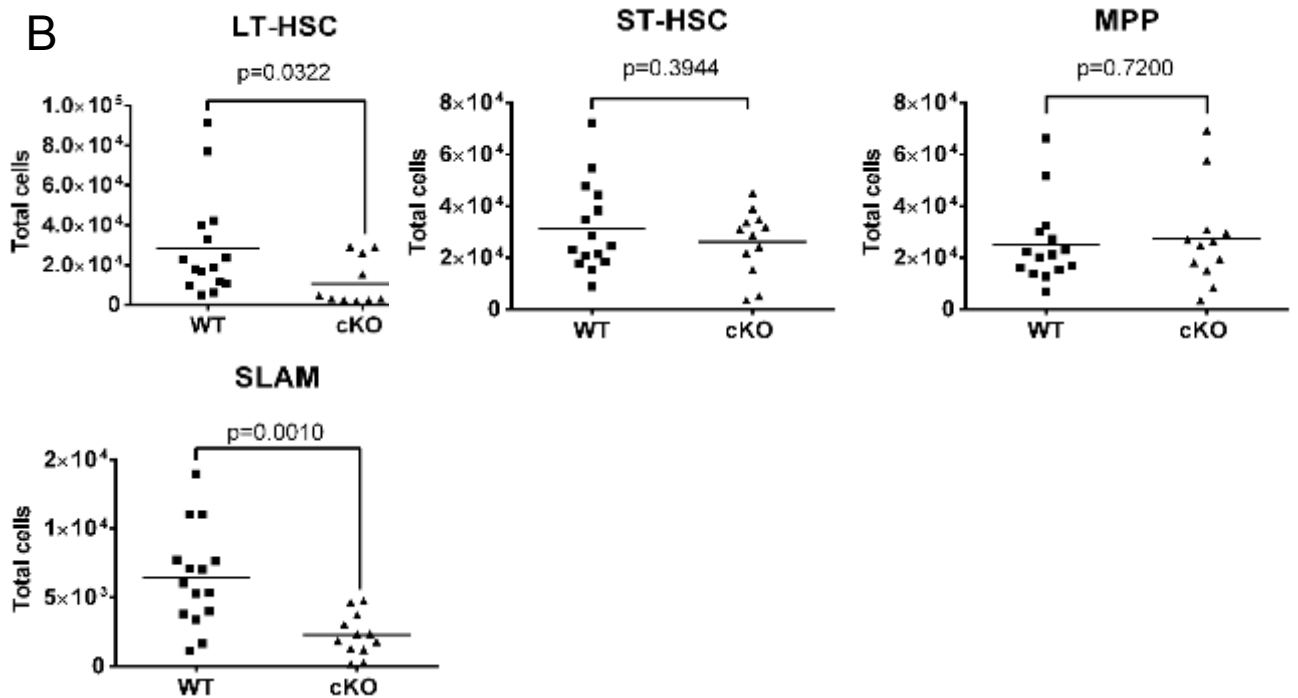 B
LT-HSC
p=0.0322
Total cells
1.0×10⁵
8.0×10⁴
6.0×10⁴
4.0×10⁴
2.0×10⁴
0
WT cKO
ST-HSC
p=0.3944
Total cells
8×10⁴
6×10⁴
4×10⁴
2×10⁴
0
WT cKO
MPP
p=0.7200
Total cells
8×10⁴
6×10⁴
4×10⁴
2×10⁴
0
WT cKO
SLAM
p=0.0010
Total cells
2×10⁴
1×10⁴
5×10³
0
WT cKO